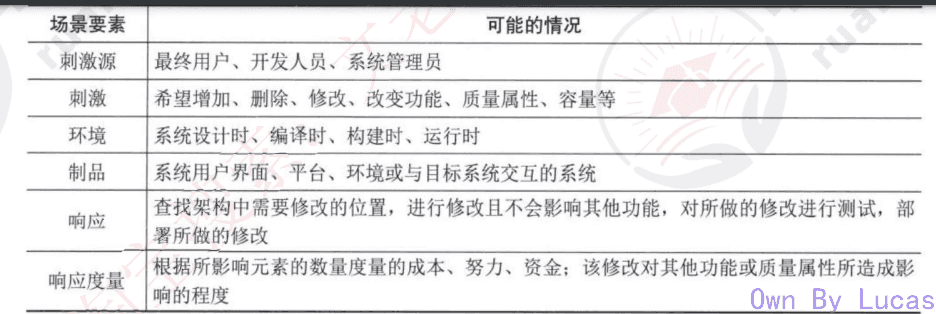 场景要素 可能的情况
刺激源 最终用户、开发人员、系统管理员
刺激 希望增加、删除、修改、改变功能、质量属性、容量等
环境 系统设计时、编译时、构建时、运行时
制品 系统用户界面、平台、环境或与目标系统交互的系统
响应 查找架构中需要修改的位置，进行修改且不会影响其他功能，对所做的修改进行测试，部
署所做的修改
响应度量 根据所影响元素的数量度量的成本、努力、资金；该修改对其他功能或质量属性所造成影
响的程度
Own By Lucas